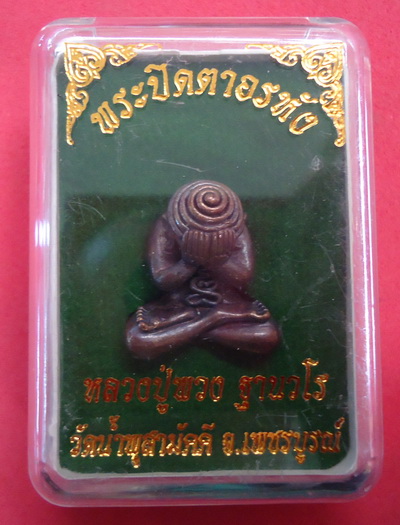 พระปิดตาอรหัง
หลวงปู่พวง ฐานวโร
วัดน้ำพุสามัคคี จ.เพชรบูรณ์